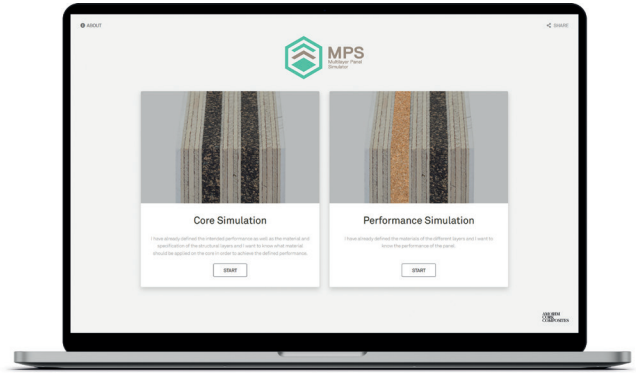 ABOUT
SHARE
MPS
Multilayer Panel
Simulator
Core Simulation
I have already defined the intended performance as well as the material and
specification of the structural layers and I want to know what material
should be applied on the core in order to achieve the defined performance.
START
Performance Simulation
I have already defined the materials of the different layers and I want to
know the performance of the panel.
START
AMORIM
CORK
COMPOSITES